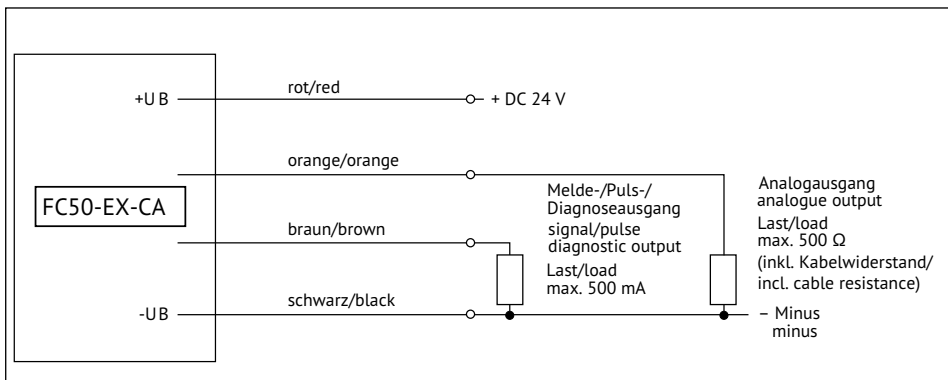 rot/red
+U B
+ DC 24 V
orange/orange
FC50-EX-CA
braun/brown
Melde-/Puls-/
Diagnoseausgang
signal/pulse
diagnostic output
Last/load
max. 500 mA
Analogausgang
analogue output
Last/load
max. 500 Ω
(inkl. Kabelwiderstand/
incl. cable resistance)
schwarz/black
-U B
– Minus
minus